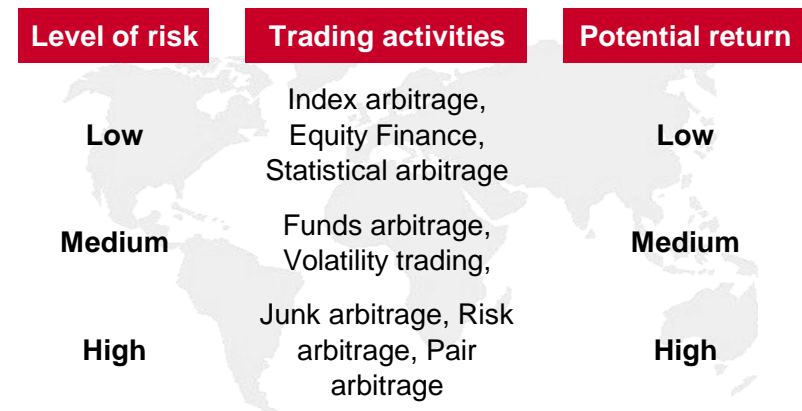 Level of risk
Trading activities
Potential return
Low
Index arbitrage,
Equity Finance,
Statistical arbitrage
Low
Medium
Funds arbitrage,
Volatility trading,
Medium
High
Junk arbitrage, Risk
arbitrage, Pair
arbitrage
High